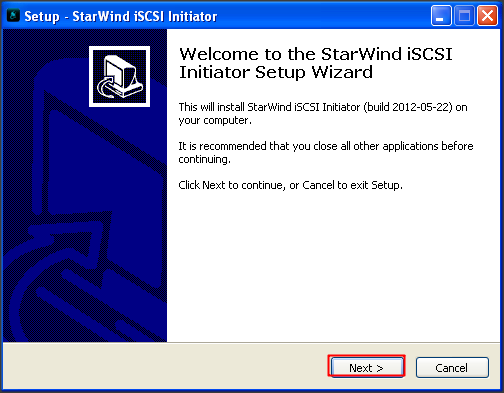 Setup - StarWind iSCSI Initiator
Welcome to the StarWind iSCSI
Initiator Setup Wizard
This will install StarWind iSCSI Initiator (build 2012-05-22) on
your computer.
It is recommended that you close all other applications before
continuing.
Click Next to continue, or Cancel to exit Setup.
Next >
Cancel